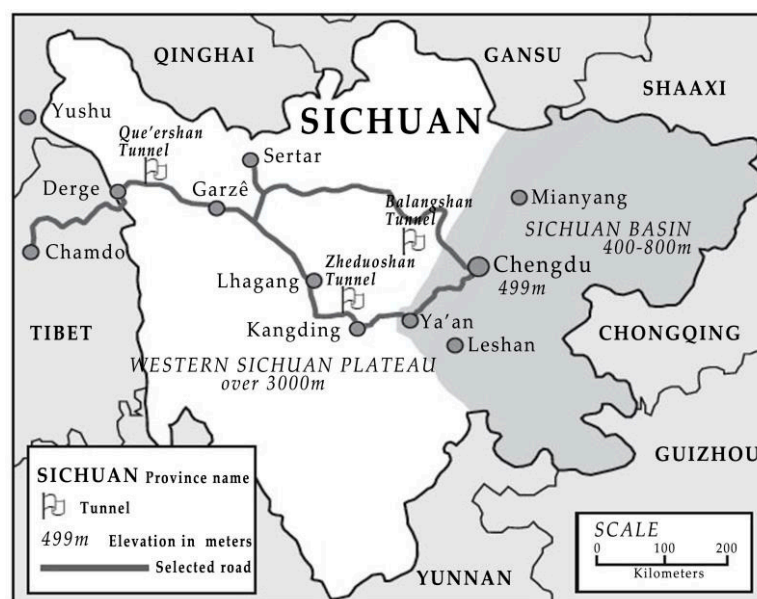 QINGHAI
GANSU
SHAAXI
SICHUAN
Yushu
Que'ershan
Tunnel
Sertar
Derge
Garzê
Balangshan
Tunnel
Mianyang
SICHUAN BASIN
400-800m
Chamdo
Zheduoshan
Tunnel
Chengdu
499m
Lhagang
TIBET
Kangding
Ya'an
Leshan
CHONGQING
WESTERN SICHUAN PLATEAU
over 3000m
GUIZHOU
YUNNAN
SICHUAN Province name
Tunnel
499m Elevation in meters
Selected road
SCALE
0 100 200
Kilometers